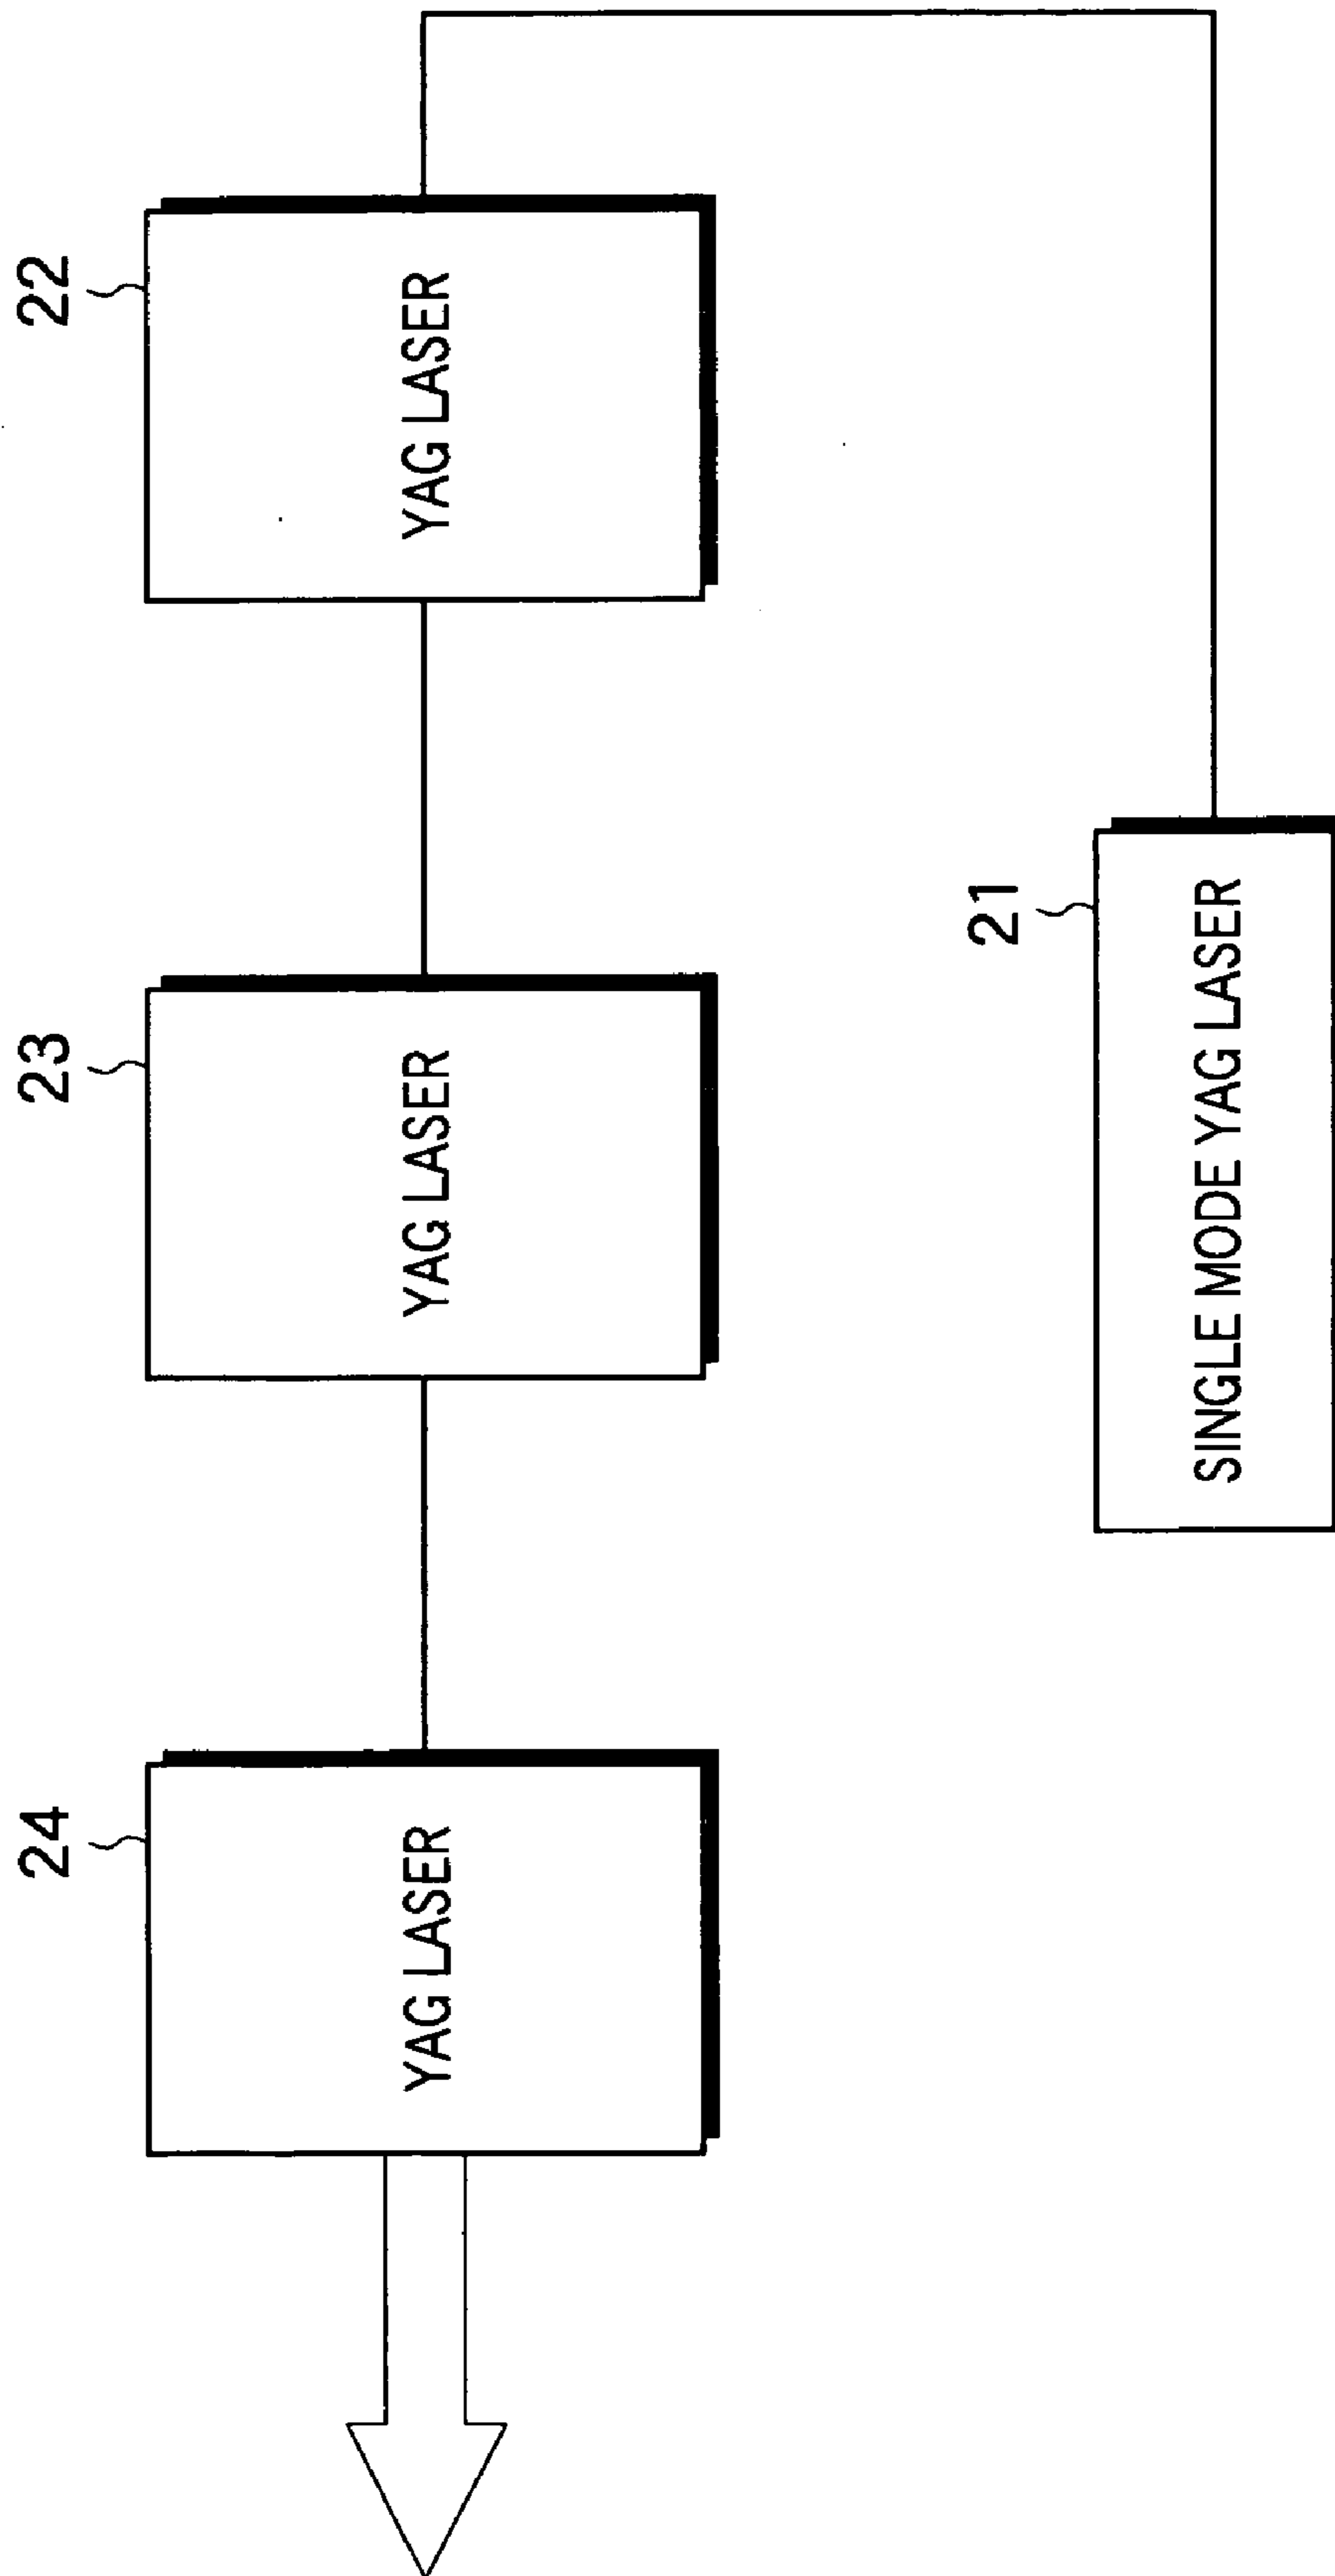 22
YAG LASER
23
YAG LASER
24
YAG LASER
21
SINGLE MODE YAG LASER